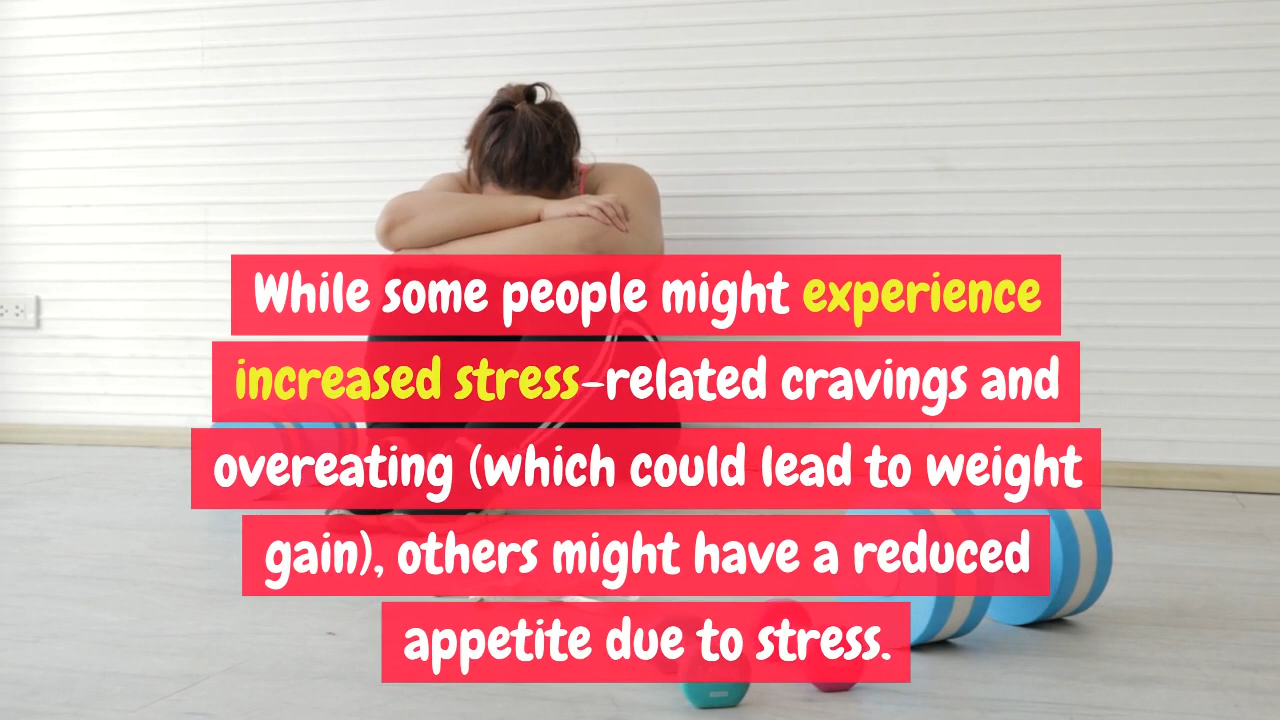 While some people might experience
increased stress-related cravings and
overeating (which could lead to weight
gain), others might have a reduced
appetite due to stress.